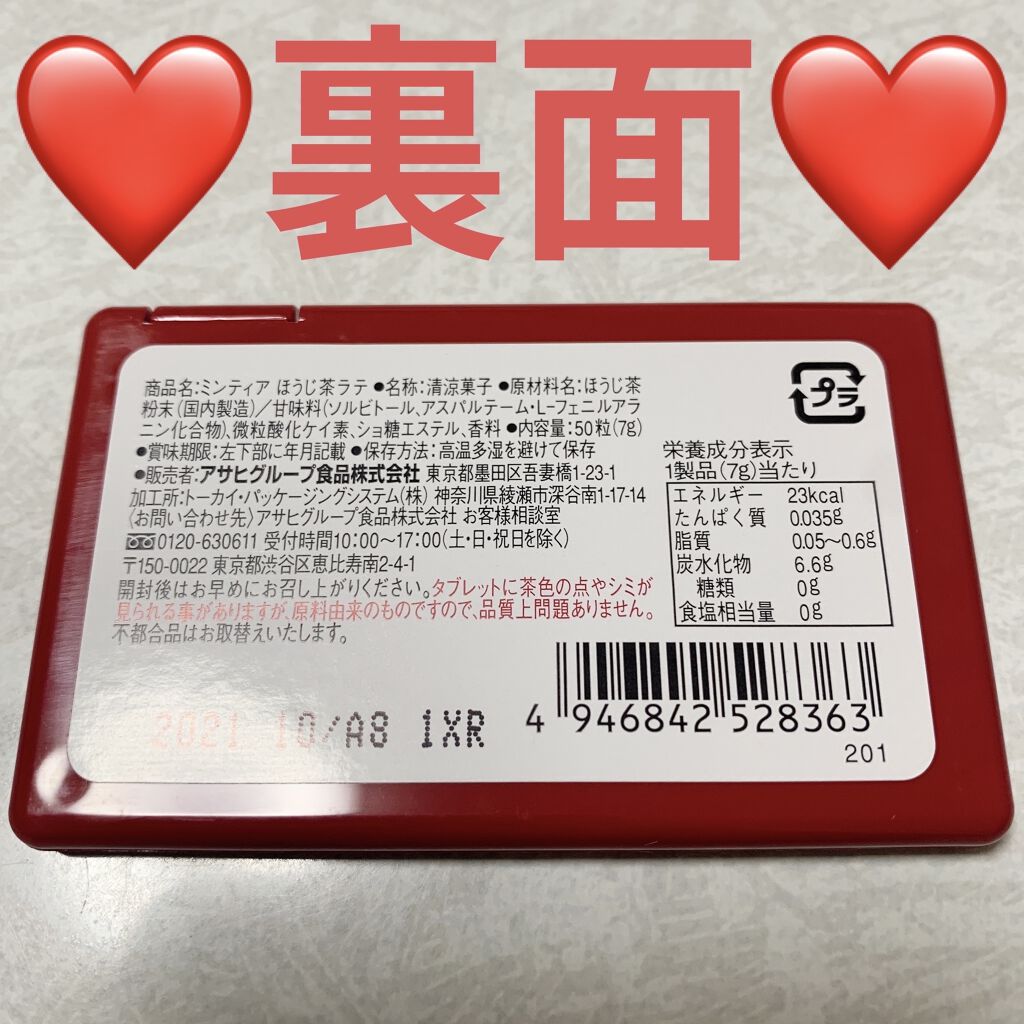 裏面
商品名:ミンティア ほうじ茶ラテ ●名称:清涼菓子 ●原材料名:ほうじ茶
粉末(国内製造)/甘味料(ソルビトール、アスパルテーム・L-フェニルアラ
ニン化合物)、微粒酸化ケイ素、ショ糖エステル、香料 ●内容量:50粒(7g)
●賞味期限:左下部に年月記載 ●保存方法:高温多湿を避けて保存
●販売者:アサヒグループ食品株式会社 東京都墨田区吾妻橋1-23-1
加工所:トーカイ・パッケージングシステム(株) 神奈川県綾瀬市深谷南1-17-14
〈お問い合わせ先〉アサヒグループ食品株式会社 お客様相談室
0120-630611 受付時間10:00~17:00(土・日・祝日を除く)
〒150-0022 東京都渋谷区恵比寿南2-4-1
開封後はお早めにお召し上がりください。タブレットに茶色の点やシミが
見られる事がありますが、原料由来のものですので、品質上問題ありません。
不都合品はお取替えいたします。
プラ
栄養成分表示
1製品(7g)当たり
エネルギー 23kcal
たんぱく質 0.035g
脂質 0.05~0.6g
炭水化物 6.6g
糖類 0g
食塩相当量 0g
2021 10/A8 1XR
4 946842 528363
201